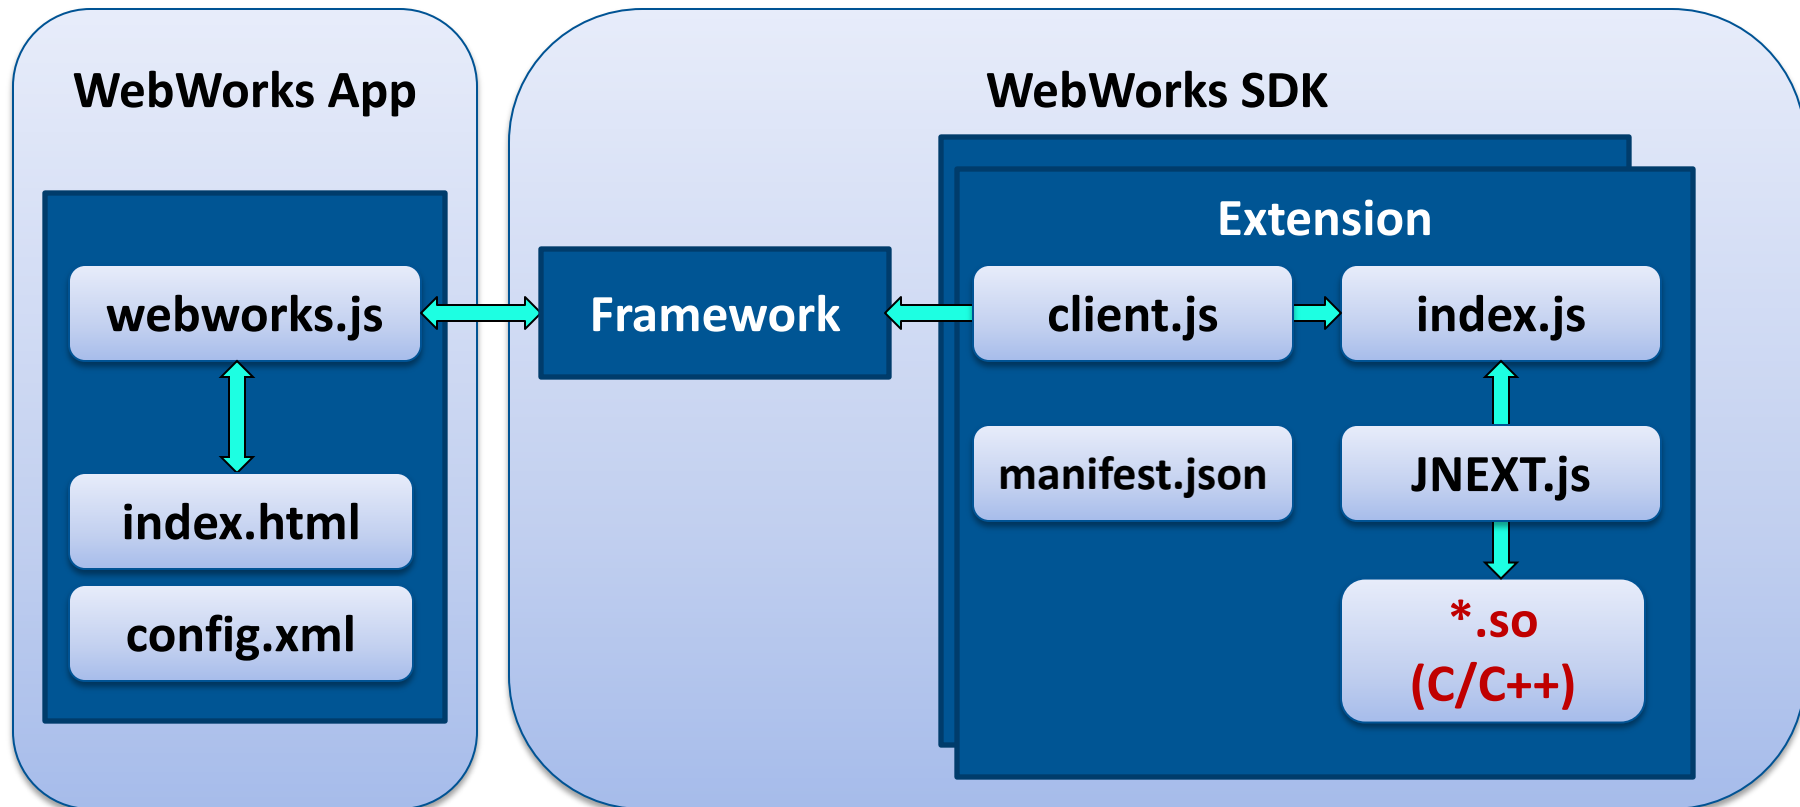 WebWorks App
webworks.js
index.html
config.xml
WebWorks SDK
Framework
Extension
client.js
index.js
manifest.json
JNEXT.js
*.so
(C/C++)